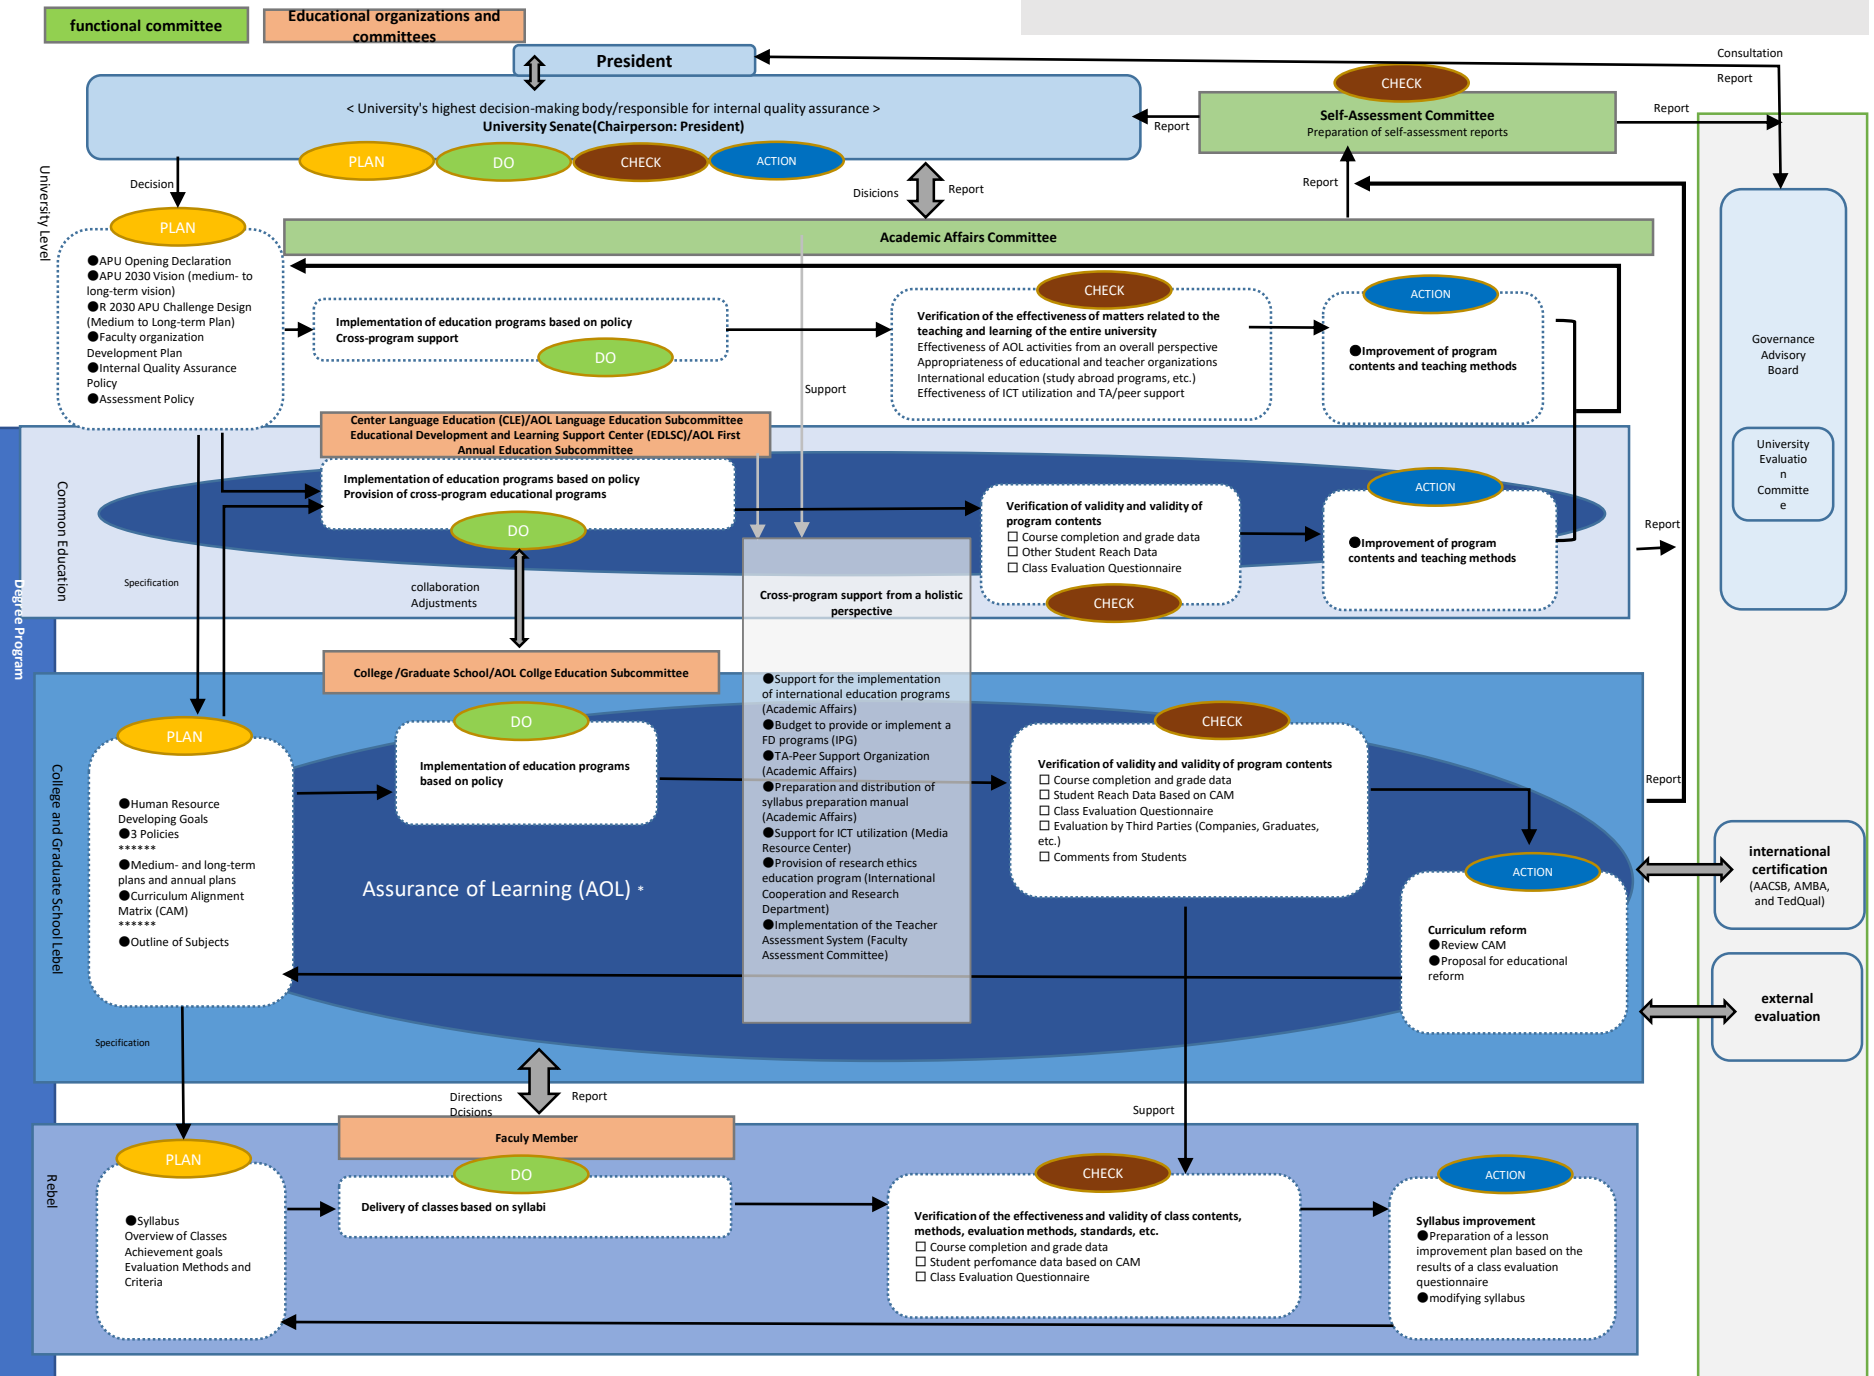 functional committee
Educational organizations and
committees
President
Consultation
Report
< University's highest decision-making body/responsible for internal quality assurance >
University Senate(Chairperson: President)
PLAN
DO
CHECK
ACTION
CHECK
Self-Assessment Committee
Preparation of self-assessment reports
Report
Report
Decision
Disicions
Report
Report
University Level
PLAN
●APU Opening Declaration
●APU 2030 Vision (medium- to
long-term vision)
●R 2030 APU Challenge Design
(Medium to Long-term Plan)
●Faculty organization
Development Plan
●Internal Quality Assurance
Policy
●Assessment Policy
Academic Affairs Committee
Implementation of education programs based on policy
Cross-program support
DO
Support
CHECK
Verification of the effectiveness of matters related to the
teaching and learning of the entire university
Effectiveness of AOL activities from an overall perspective
Appropriateness of educational and teacher organizations
International education (study abroad programs, etc.)
Effectiveness of ICT utilization and TA/peer support
ACTION
●Improvement of program
contents and teaching methods
Governance
Advisory
Board
University
Evaluatio
n
Committe
e
Degree Program
Common Education
Center Language Education (CLE)/AOL Language Education Subcommittee
Educational Development and Learning Support Center (EDLSC)/AOL First
Annual Education Subcommittee
Implementation of education programs based on policy
Provision of cross-program educational programs
DO
Specification
collaboration
Adjustments
Verification of validity and validity of
program contents
☐ Course completion and grade data
☐ Other Student Reach Data
☐ Class Evaluation Questionnaire
CHECK
ACTION
●Improvement of program
contents and teaching methods
Report
Cross-program support from a holistic
perspective
●Support for the implementation
of international education programs
(Academic Affairs)
●Budget to provide or implement a
FD programs (IPG)
●TA-Peer Support Organization
(Academic Affairs)
●Preparation and distribution of
syllabus preparation manual
(Academic Affairs)
●Support for ICT utilization (Media
Resource Center)
●Provision of research ethics
education program (International
Cooperation and Research
Department)
●Implementation of the Teacher
Assessment System (Faculty
Assessment Committee)
College and Graduate School Lebel
College /Graduate School/AOL Collge Education Subcommittee
PLAN
●Human Resource
Developing Goals
●3 Policies
******
●Medium- and long-term
plans and annual plans
●Curriculum Alignment
Matrix (CAM)
******
●Outline of Subjects
DO
Implementation of education programs
based on policy
Assurance of Learning (AOL) *
CHECK
Verification of validity and validity of program contents
☐ Course completion and grade data
☐ Student Reach Data Based on CAM
☐ Class Evaluation Questionnaire
☐ Evaluation by Third Parties (Companies, Graduates,
etc.)
☐ Comments from Students
ACTION
Curriculum reform
●Review CAM
●Proposal for educational
reform
Report
international
certification
(AACSB, AMBA,
and TedQual)
external
evaluation
Specification
Directions
Dcisions
Report
Support
Rebel
Faculy Member
PLAN
●Syllabus
Overview of Classes
Achievement goals
Evaluation Methods and
Criteria
DO
Delivery of classes based on syllabi
CHECK
Verification of the effectiveness and validity of class contents,
methods, evaluation methods, standards, etc.
☐ Course completion and grade data
☐ Student perfomance data based on CAM
☐ Class Evaluation Questionnaire
ACTION
Syllabus improvement
●Preparation of a lesson
improvement plan based on the
results of a class evaluation
questionnaire
●modifying syllabus